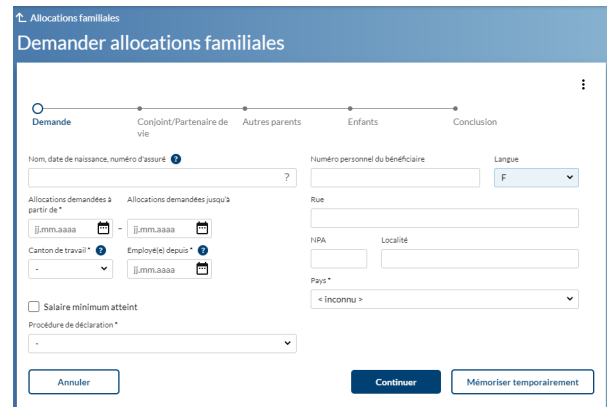 Allocations familiales
Demander allocations familiales
Demande
Conjoint/Partenaire de
vie
Autres parents
Enfants
Conclusion
Nom, date de naissance, numéro d'assuré ?
?
Numéro personnel du bénéficiaire
Langue
F
Allocations demandées à
partir de *
Allocations demandées jusqu'à
jj.mm.aaaa – jj.mm.aaaa
Rue
NPA
Localité
Canton de travail * ?
Employé(e) depuis * ?
-
jj.mm.aaaa
Pays *
< inconnu >
Salaire minimum atteint
Procédure de déclaration *
-
Annuler
Continuer
Mémoriser temporairement